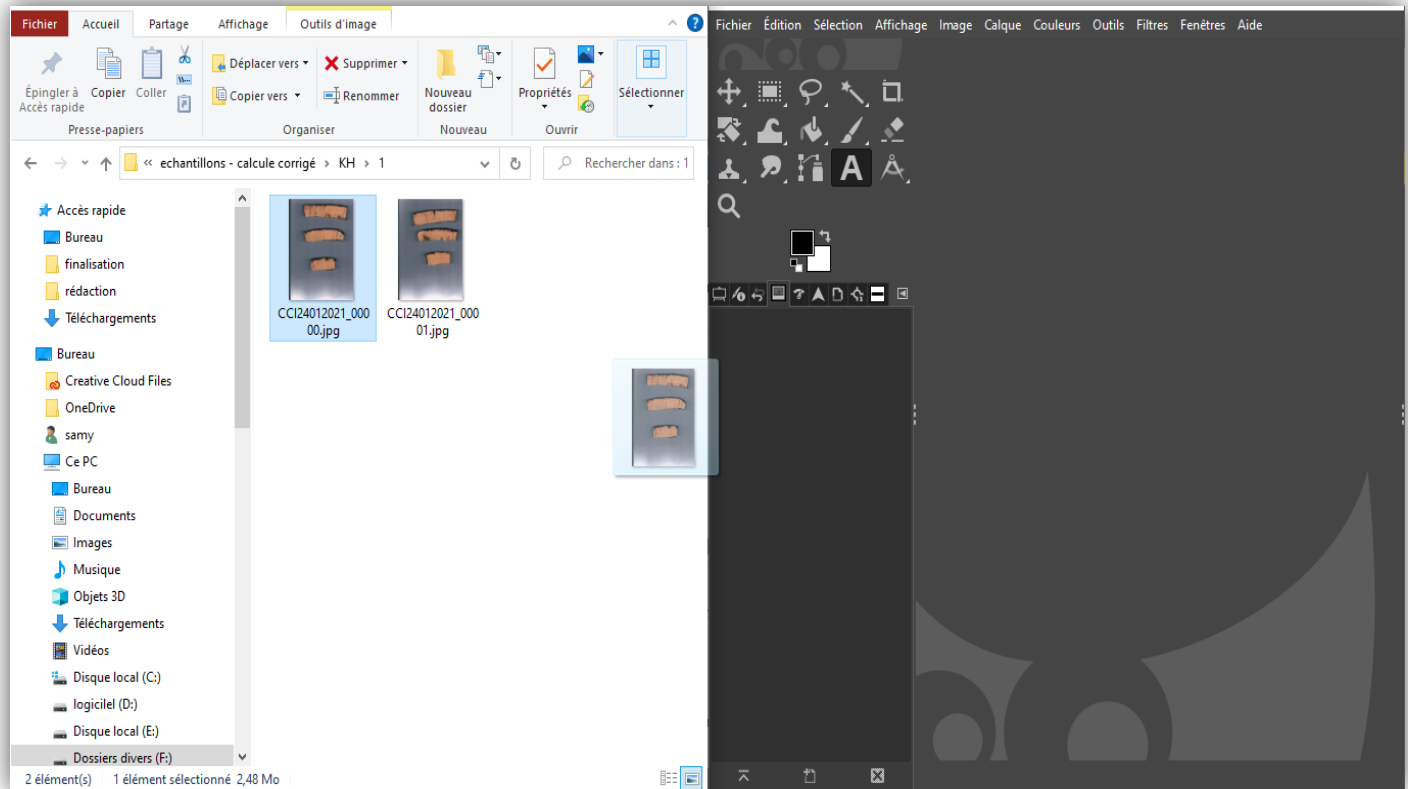 Fichier Accueil Partage Affichage Outils d'image ?
Épingler à Accès rapide
Copier Coller
Déplacer vers
Copier vers
Supprimer
Renommer
Nouveau dossier
Propriétés
Sélectionner
Presse-papiers Organiser Nouveau Ouvrir
« echantillons - calcule corrigé › KH › 1
Rechercher dans : 1
Accès rapide
Bureau
finalisation
rédaction
Téléchargements
Bureau
Creative Cloud Files
OneDrive
samy
Ce PC
Bureau
Documents
Images
Musique
Objets 3D
Téléchargements
Vidéos
Disque local (C:)
logicilel (D:)
Disque local (E:)
Dossiers divers (F:)
CCI24012021_000
00.jpg
CCI24012021_000
01.jpg
2 élément(s) 1 élément sélectionné 2,48 Mo
Fichier Édition Sélection Affichage Image Calque Couleurs Outils Filtres Fenêtres Aide